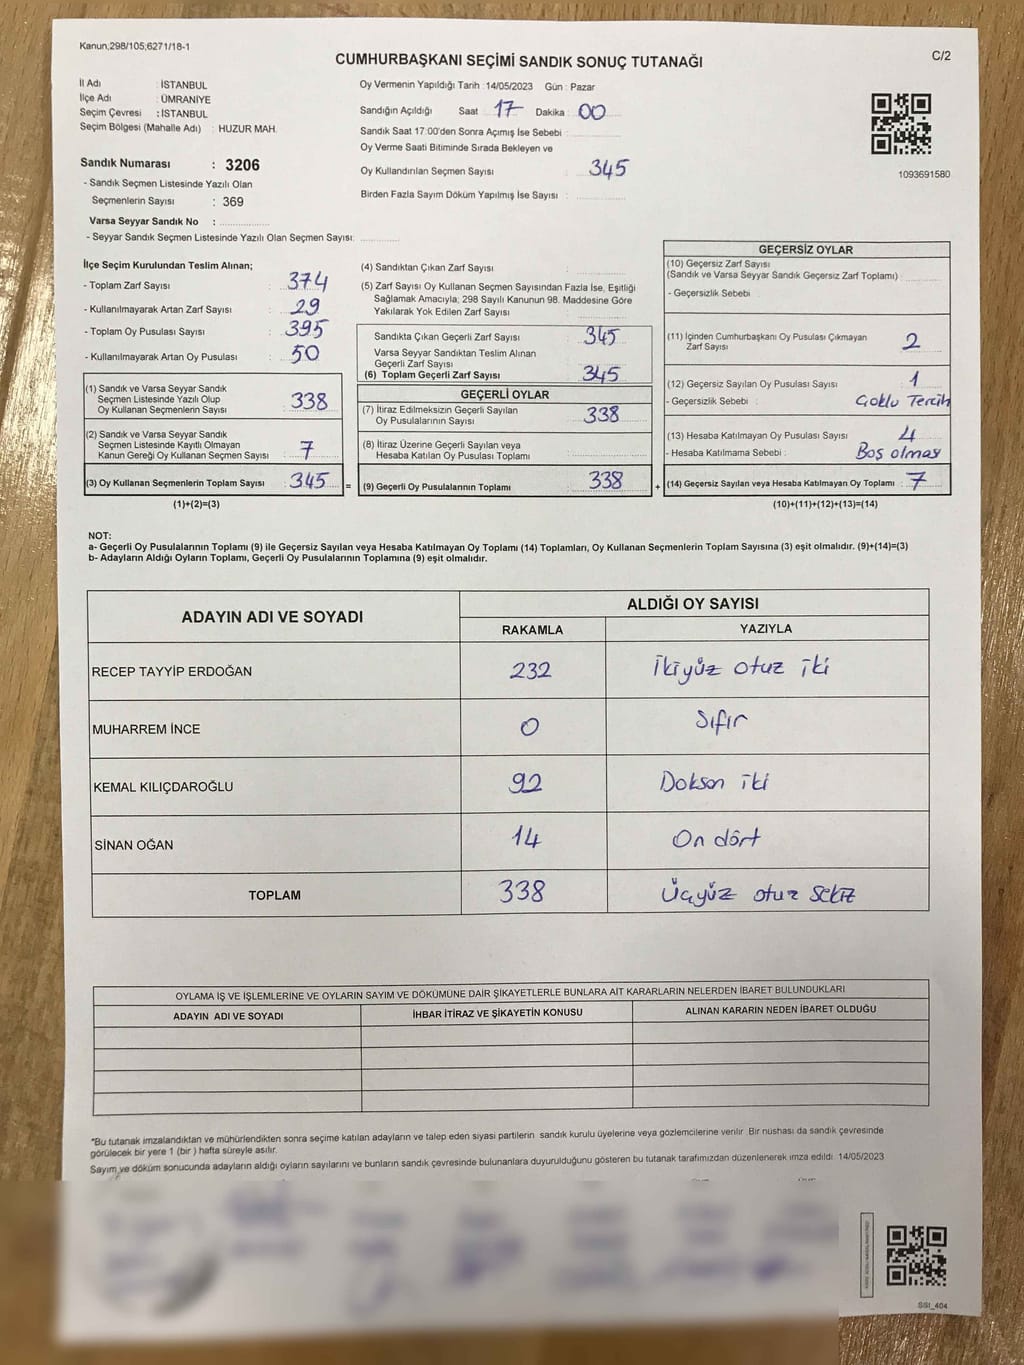 Kanun,298/105;6271/18-1
C/2
CUMHURBAŞKANI SEÇİMİ SANDIK SONUÇ TUTANAĞI
İl Adı : İSTANBUL
İlçe Adı : ÜMRANİYE
Seçim Çevresi : İSTANBUL
Seçim Bölgesi (Mahalle Adı) : HUZUR MAH.
Sandık Numarası : 3206
- Sandık Seçmen Listesinde Yazılı Olan
Seçmenlerin Sayısı : 369
Varsa Seyyar Sandık No :
- Seyyar Sandık Seçmen Listesinde Yazılı Olan Seçmen Sayısı:
Oy Vermenin Yapıldığı Tarih :14/05/2023 Gün : Pazar
Sandığın Açıldığı Saat 17 Dakika : 00
Sandık Saat 17:00'den Sonra Açımış İse Sebebi :
Oy Verme Saati Bitiminde Sırada Bekleyen ve
Oy Kullandırılan Seçmen Sayısı : 345
Birden Fazla Sayım Döküm Yapılmış İse Sayısı :
1093691580
İlçe Seçim Kurulundan Teslim Alınan;
- Toplam Zarf Sayısı : 374
- Kullanılmayarak Artan Zarf Sayısı : 29
- Toplam Oy Pusulası Sayısı : 395
- Kullanılmayarak Artan Oy Pusulası : 50
(1) Sandık ve Varsa Seyyar Sandık
Seçmen Listesinde Yazılı Olup
Oy Kullanan Seçmenlerin Sayısı : 338
(2) Sandık ve Varsa Seyyar Sandık
Seçmen Listesinde Kayıtlı Olmayan
Kanun Gereği Oy Kullanan Seçmen Sayısı : 7
(3) Oy Kullanan Seçmenlerin Toplam Sayısı : 345
(1)+(2)=(3)
(4) Sandıktan Çıkan Zarf Sayısı :
(5) Zarf Sayısı Oy Kullanan Seçmen Sayısından Fazla İse, Eşitliği
Sağlamak Amacıyla; 298 Sayılı Kanunun 98. Maddesine Göre
Yakılarak Yok Edilen Zarf Sayısı :
Sandıkta Çıkan Geçerli Zarf Sayısı : 345
Varsa Seyyar Sandıktan Teslim Alınan
Geçerli Zarf Sayısı :
(6) Toplam Geçerli Zarf Sayısı : 345
GEÇERLİ OYLAR
(7) İtiraz Edilmeksizin Geçerli Sayılan
Oy Pusulalarının Sayısı : 338
(8) İtiraz Üzerine Geçerli Sayılan veya
Hesaba Katılan Oy Pusulası Toplamı :
= (9) Geçerli Oy Pusulalarının Toplamı : 338 +
GEÇERSİZ OYLAR
(10) Geçersiz Zarf Sayısı
(Sandık ve Varsa Seyyar Sandık Geçersiz Zarf Toplamı) :
- Geçersizlik Sebebi :
(11) İçinden Cumhurbaşkanı Oy Pusulası Çıkmayan
Zarf Sayısı : 2
(12) Geçersiz Sayılan Oy Pusulası Sayısı : 1
- Geçersizlik Sebebi : Çoklu Tercih
(13) Hesaba Katılmayan Oy Pusulası Sayısı : 4
- Hesaba Katılmama Sebebi : Boş olması
(14) Geçersiz Sayılan veya Hesaba Katılmayan Oy Toplamı : 7
(10)+(11)+(12)+(13)=(14)
NOT:
a- Geçerli Oy Pusulalarının Toplamı (9) ile Geçersiz Sayılan veya Hesaba Katılmayan Oy Toplamı (14) Toplamları, Oy Kullanan Seçmenlerin Toplam Sayısına (3) eşit olmalıdır. (9)+(14)=(3)
b- Adayların Aldığı Oyların Toplamı, Geçerli Oy Pusulalarının Toplamına (9) eşit olmalıdır.
ADAYIN ADI VE SOYADI
ALDIĞI OY SAYISI
RAKAMLA YAZIYLA
RECEP TAYYİP ERDOĞAN 232 İkiyüz otuz iki
MUHARREM İNCE 0 Sıfır
KEMAL KILIÇDAROĞLU 92 Doksan iki
SİNAN OĞAN 14 On dört
TOPLAM 338 Üçyüz otuz sekiz
OYLAMA İŞ VE İŞLEMLERİNE VE OYLARIN SAYIM VE DÖKÜMÜNE DAİR ŞİKAYETLERLE BUNLARA AİT KARARLARIN NELERDEN İBARET BULUNDUKLARI
ADAYIN ADI VE SOYADI İHBAR İTİRAZ VE ŞİKAYETİN KONUSU ALINAN KARARIN NEDEN İBARET OLDUĞU
*Bu tutanak imzalandıktan ve mühürlendikten sonra seçime katılan adayların ve talep eden siyasi partilerin sandık kurulu üyelerine veya gözlemcilerine verilir. Bir nüshası da sandık çevresinde
görülecek bir yere 1 (bir ) hafta süreyle asılır.
Sayım ve döküm sonucunda adayların aldığı oyların sayılarını ve bunların sandık çevresinde bulunanlara duyurulduğunu gösteren bu tutanak tarafımızdan düzenlenerek imza edildi. 14/05/2023
SSI_404